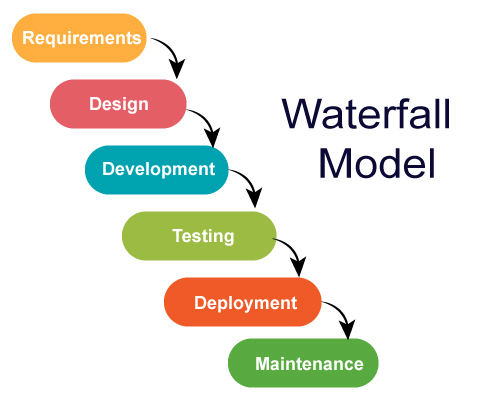 Requirements
Design
Waterfall
Model
Development
Testing
Deployment
Maintenance